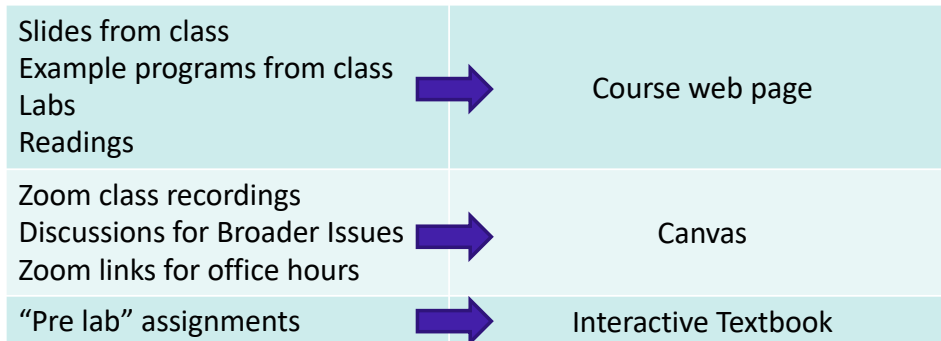 Slides from class
Example programs from class
Labs
Readings
Course web page
Zoom class recordings
Discussions for Broader Issues
Zoom links for office hours
Canvas
“Pre lab” assignments
Interactive Textbook